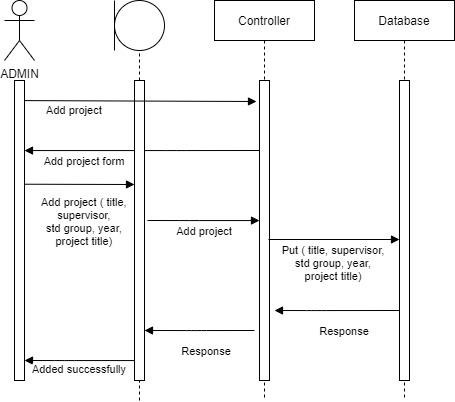 Controller
Database
ADMIN
Add project
Add project form
Add project ( title,
supervisor,
std group, year,
project title)
Add project
Put ( title, supervisor,
std group, year,
project title)
Response
Response
Added successfully